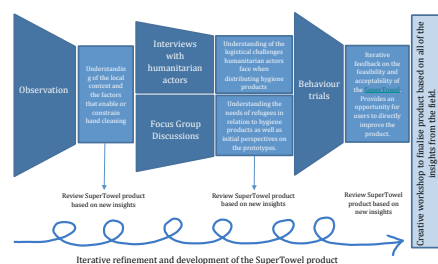 Observation
Understandin
g of the local
context and
the factors
that enable or
constrain
hand cleaning
Interviews
with
humanitarian
actors
Understanding of the
logistical challenges
humanitarian actors
face when
distributing hygiene
products
Focus Group
Discussions
Understanding the
needs of refugees in
relation to hygiene
products as well as
initial perspectives on
the prototypes.
Behaviour
trials
Iterative
feedback on the
feasibility and
acceptability of
the SuperTowel.
Provides an
opportunity for
users to directly
improve the
product.
Creative workshop to finalise product based on all of the
insights from the field.
Review SuperTowel product
based on new insights
Review SuperTowel product
based on new insights
Review SuperTowel
product based on
new insights
Iterative refinement and development of the SuperTowel product